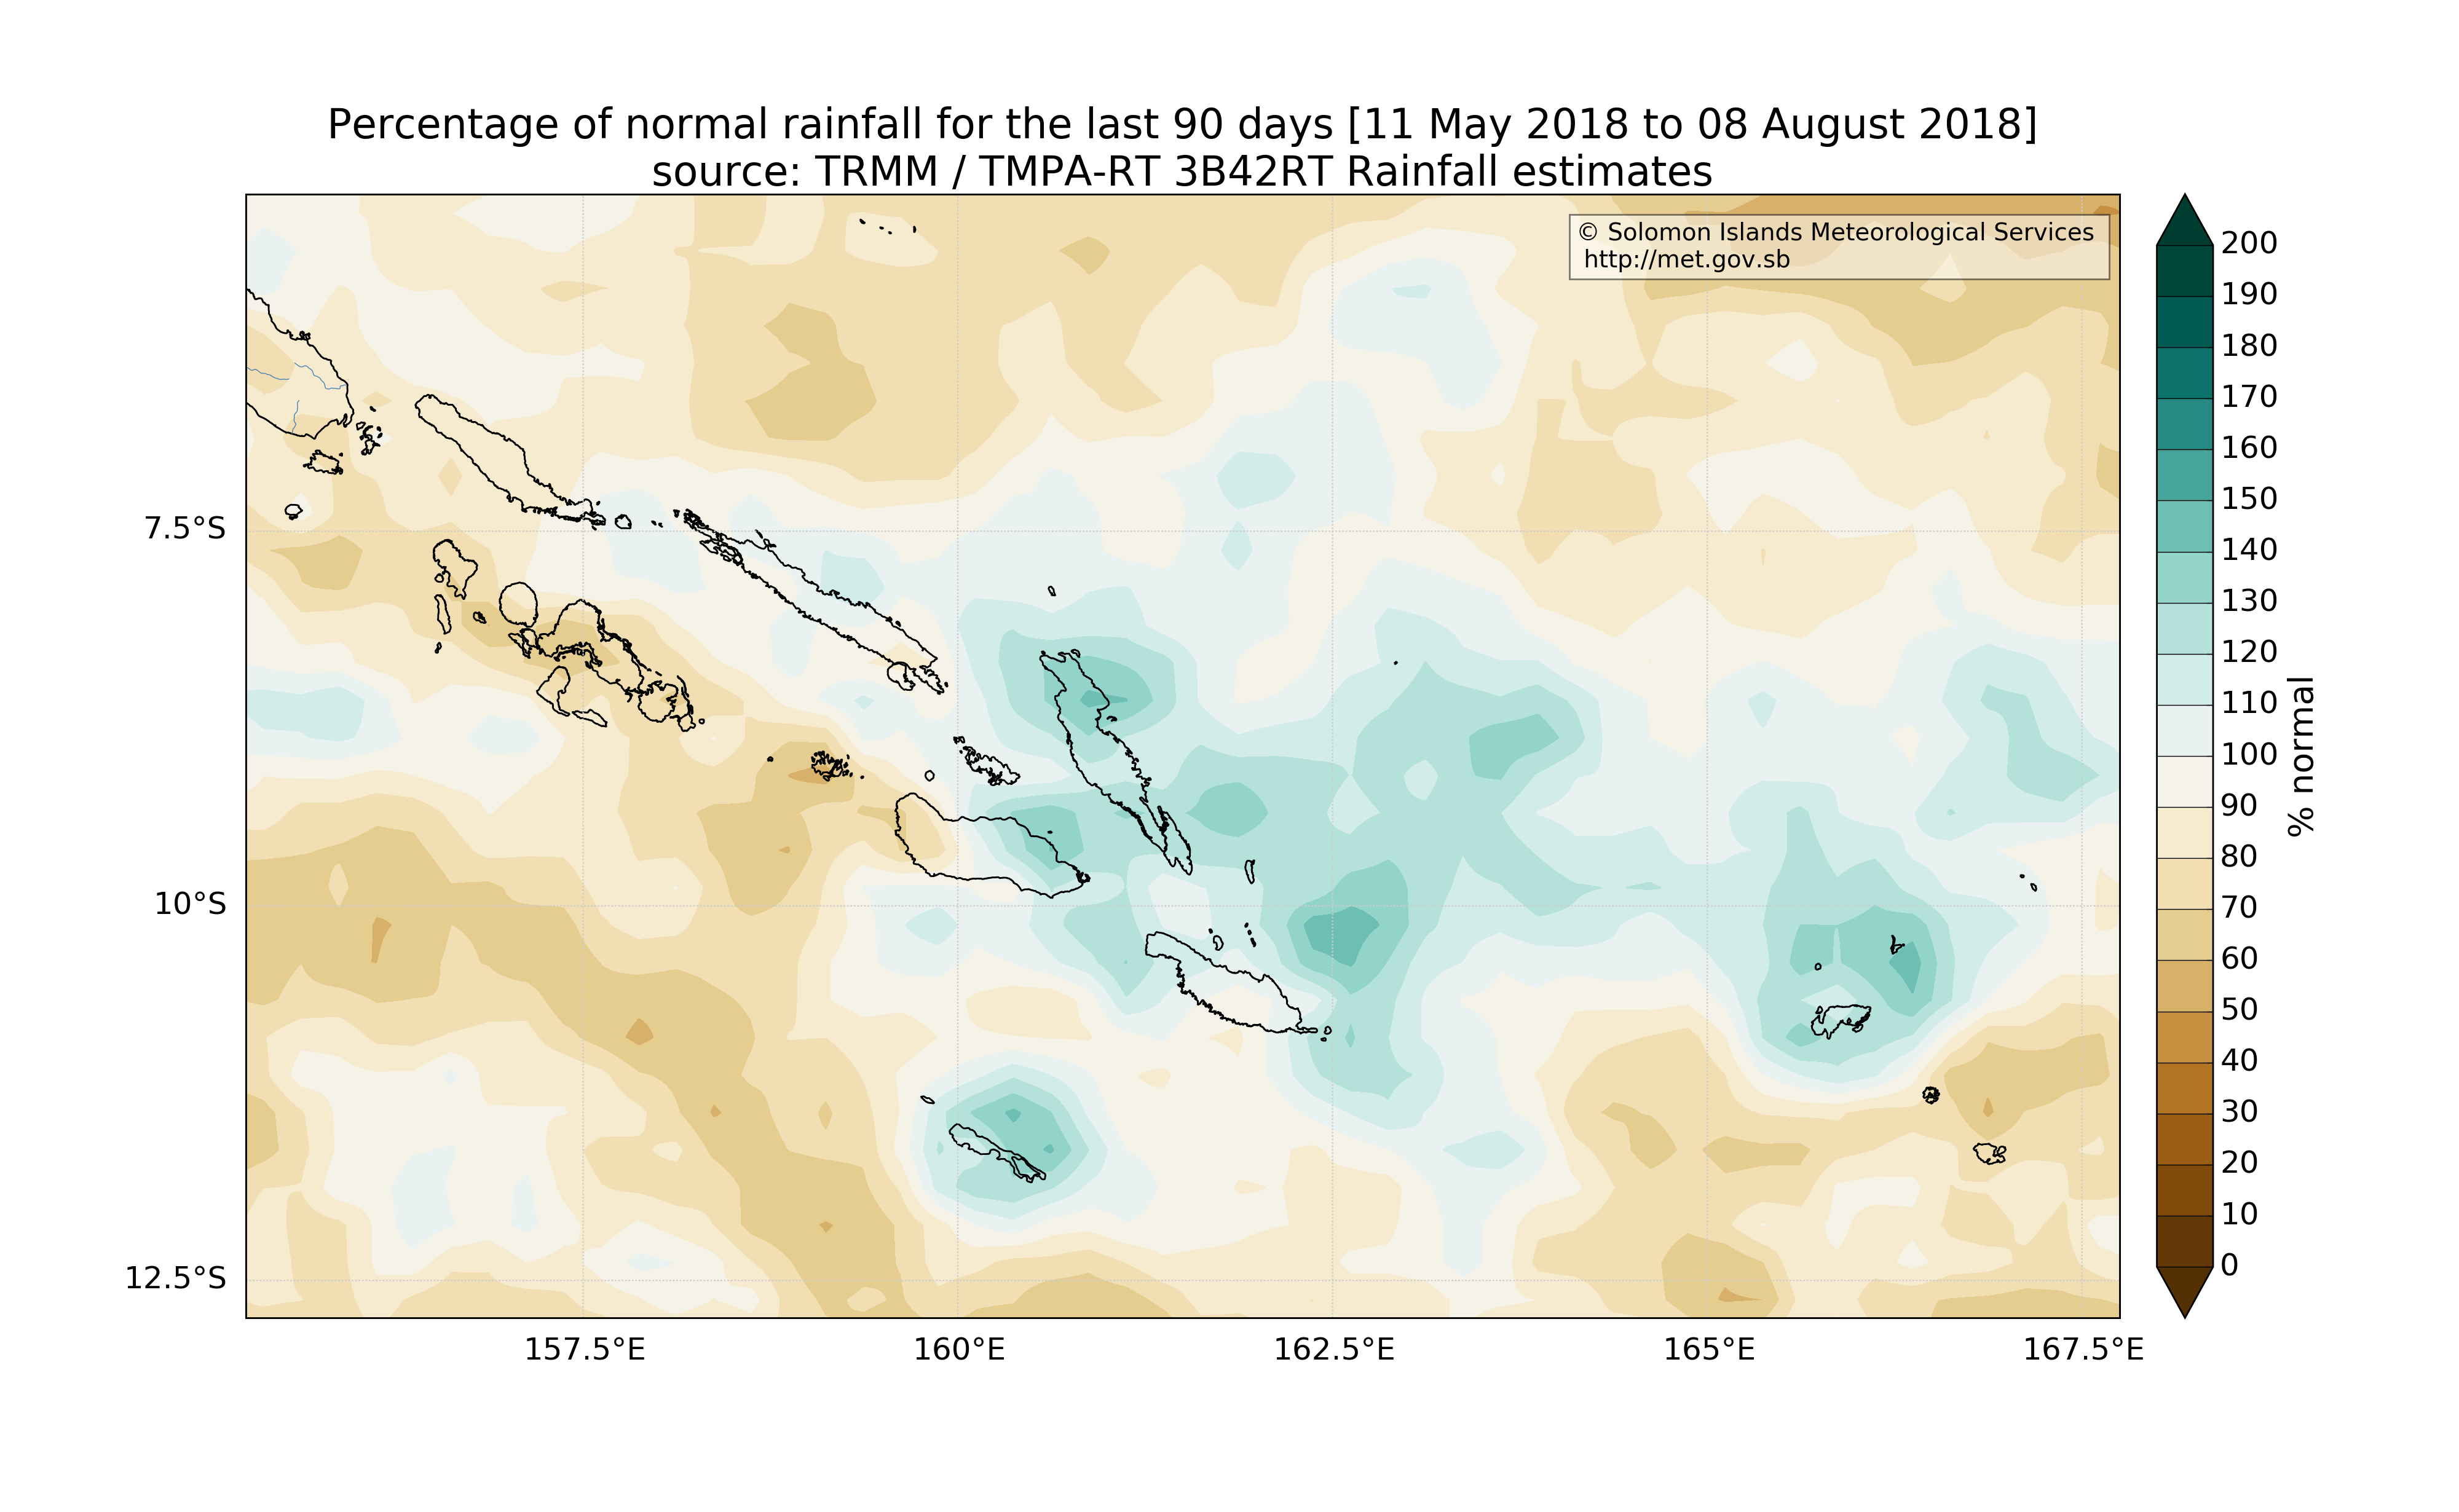 Percentage of normal rainfall for the last 90 days [11 May 2018 to 08 August 2018]
source: TRMM / TMPA-RT 3B42RT Rainfall estimates
© Solomon Islands Meteorological Services
http://met.gov.sb
7.5°S
10°S
12.5°S
157.5°E
160°E
162.5°E
165°E
167.5°E
200
190
180
170
160
150
140
130
120
110
100
90
80
70
60
50
40
30
20
10
0
% normal